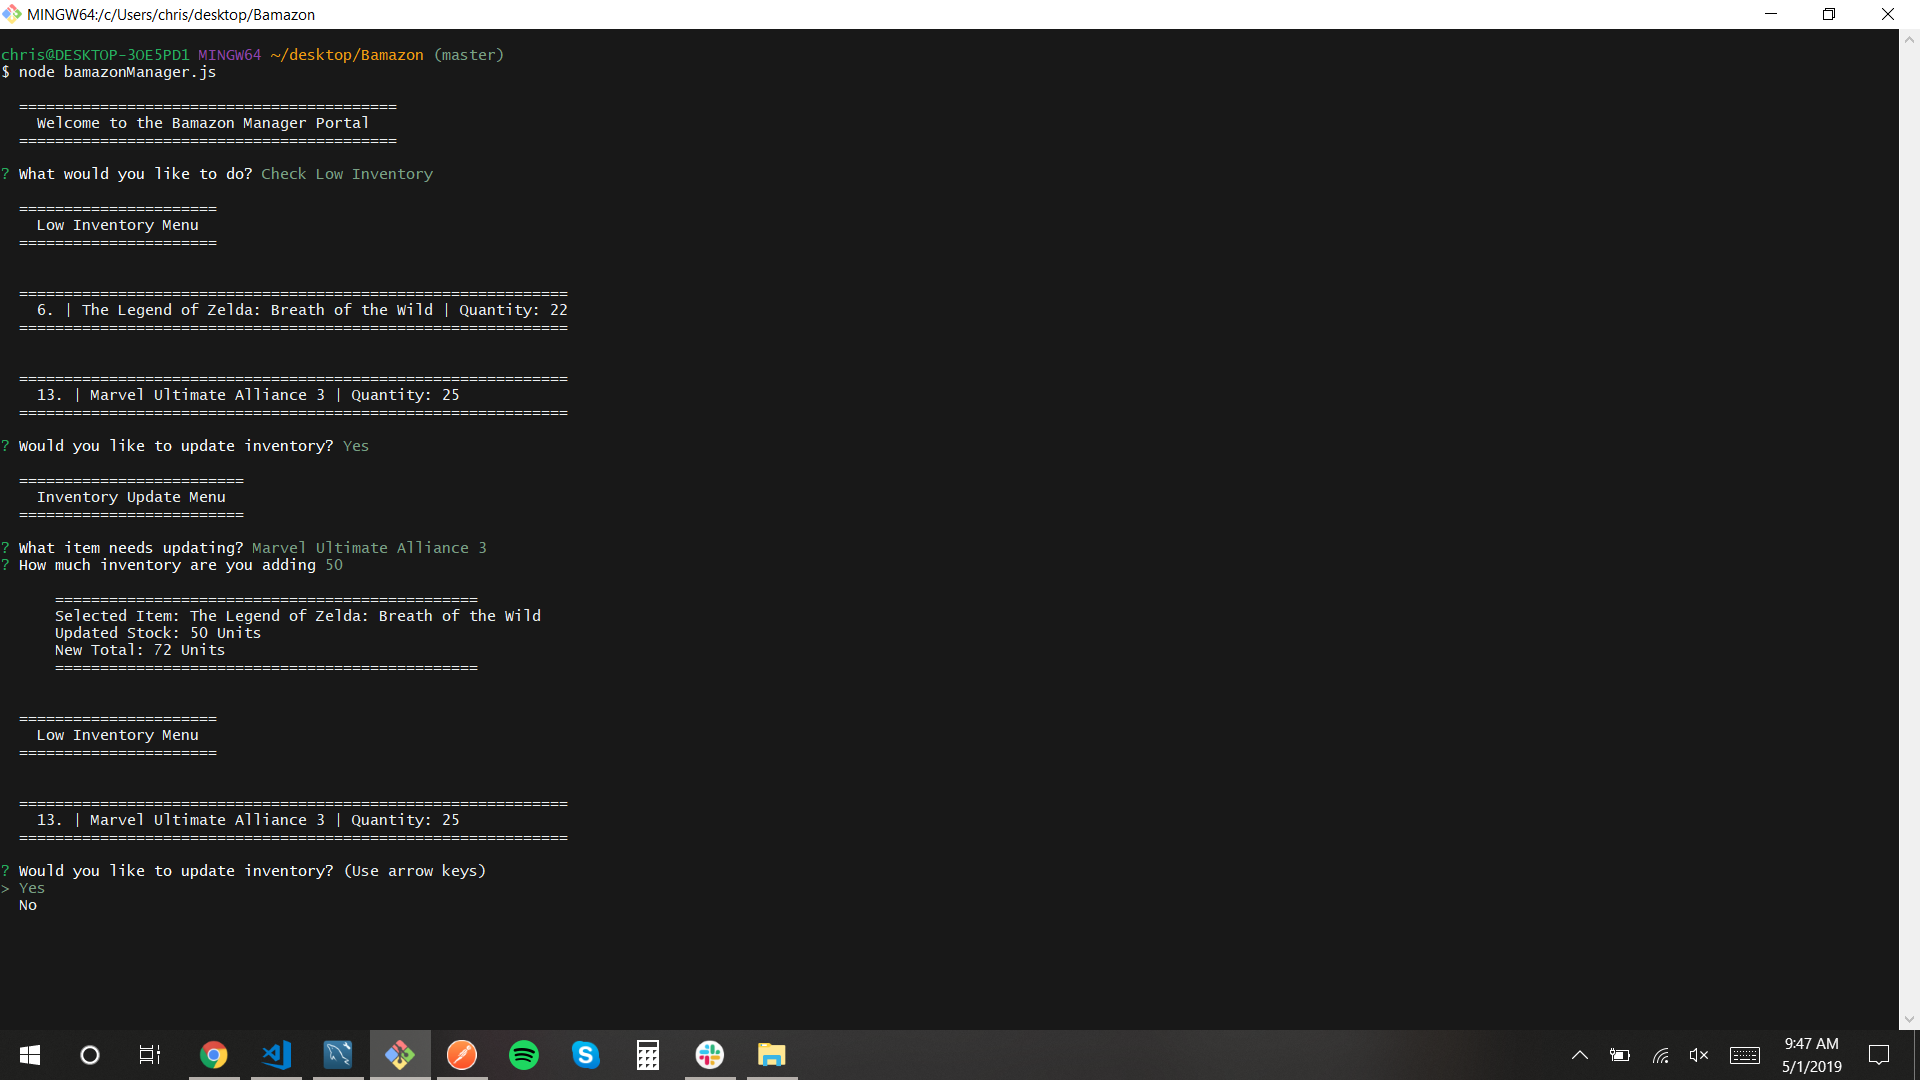 MINGW64:/c/Users/chris/desktop/Bamazon
chris@DESKTOP-3OE5PD1 MINGW64 ~/desktop/Bamazon (master)
$ node bamazonManager.js
==========================================
Welcome to the Bamazon Manager Portal
==========================================
? What would you like to do? Check Low Inventory
======================
Low Inventory Menu
======================
=============================================================
6. | The Legend of Zelda: Breath of the Wild | Quantity: 22
=============================================================
=============================================================
13. | Marvel Ultimate Alliance 3 | Quantity: 25
=============================================================
? Would you like to update inventory? Yes
=========================
Inventory Update Menu
=========================
? What item needs updating? Marvel Ultimate Alliance 3
? How much inventory are you adding 50
===============================================
Selected Item: The Legend of Zelda: Breath of the Wild
Updated Stock: 50 Units
New Total: 72 Units
===============================================
======================
Low Inventory Menu
======================
=============================================================
13. | Marvel Ultimate Alliance 3 | Quantity: 25
=============================================================
? Would you like to update inventory? (Use arrow keys)
> Yes
No
9:47 AM
5/1/2019